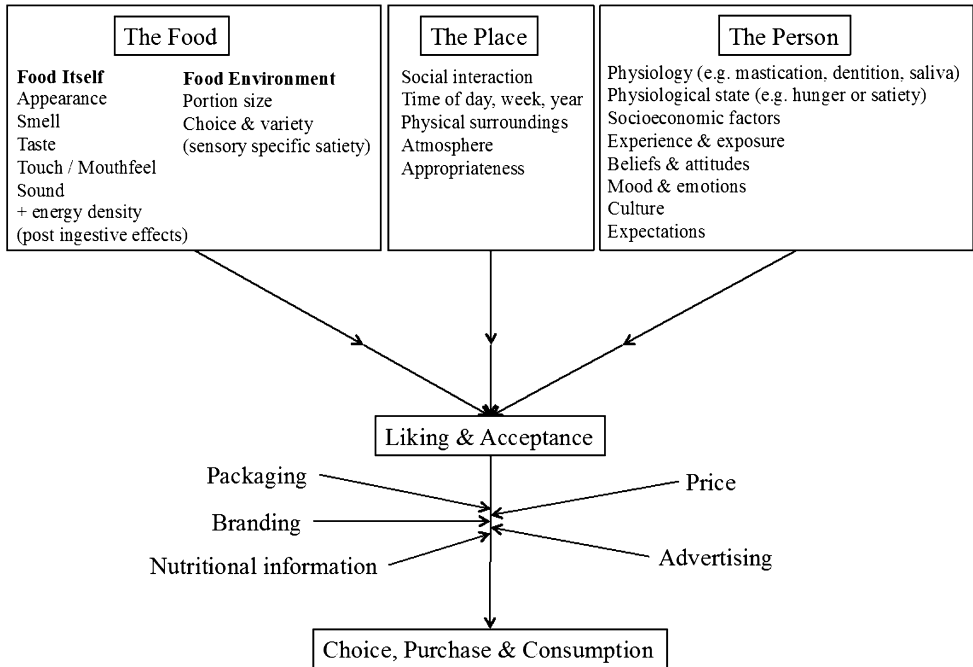 The Food
Food Itself
Appearance
Smell
Taste
Touch / Mouthfeel
Sound
+ energy density
(post ingestive effects)
Food Environment
Portion size
Choice & variety
(sensory specific satiety)
The Place
Social interaction
Time of day, week, year
Physical surroundings
Atmosphere
Appropriateness
The Person
Physiology (e.g. mastication, dentition, saliva)
Physiological state (e.g. hunger or satiety)
Socioeconomic factors
Experience & exposure
Beliefs & attitudes
Mood & emotions
Culture
Expectations
Liking & Acceptance
Packaging
Branding
Nutritional information
Price
Advertising
Choice, Purchase & Consumption